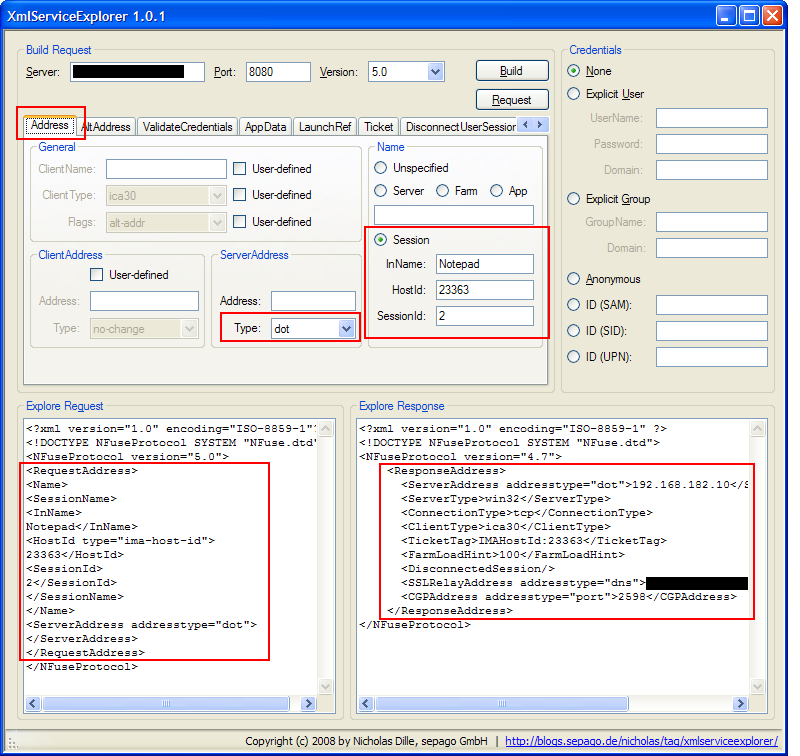 XmlServiceExplorer 1.0.1
Build Request
Server: Port: 8080 Version: 5.0 Build
Request
Address AltAddress ValidateCredentials AppData LaunchRef Ticket DisconnectUserSession
General
ClientName: User-defined
ClientType: ica30 User-defined
Flags: alt-addr User-defined
ClientAddress
User-defined
Address:
Type: no-change
ServerAddress
Address:
Type: dot
Name
Unspecified
Server Farm App
Session
InName: Notepad
HostId: 23363
SessionId: 2
Credentials
None
Explicit User
UserName:
Password:
Domain:
Explicit Group
GroupName:
Domain:
Anonymous
ID (SAM):
ID (SID):
ID (UPN):
Explore Request
<?xml version="1.0" encoding="ISO-8859-1"?
<!DOCTYPE NFuseProtocol SYSTEM "NFuse.dtd"
<NFuseProtocol version="5.0">
<RequestAddress>
<Name>
<SessionName>
<InName>
Notepad</InName>
<HostId type="ima-host-id">
23363</HostId>
<SessionId>
2</SessionId>
</SessionName>
</Name>
<ServerAddress addresstype="dot">
</ServerAddress>
</RequestAddress>
</NFuseProtocol>
Explore Response
<?xml version="1.0" encoding="ISO-8859-1" ?>
<!DOCTYPE NFuseProtocol SYSTEM "NFuse.dtd">
<NFuseProtocol version="4.7">
<ResponseAddress>
<ServerAddress addresstype="dot">192.168.182.10</S
<ServerType>win32</ServerType>
<ConnectionType>tcp</ConnectionType>
<ClientType>ica30</ClientType>
<TicketTag>IMAHostId:23363</TicketTag>
<FarmLoadHint>100</FarmLoadHint>
<DisconnectedSession/>
<SSLRelayAddress addresstype="dns">
<CGPAddress addresstype="port">2598</CGPAddress>
</ResponseAddress>
</NFuseProtocol>
Copyright (c) 2008 by Nicholas Dille, sepago GmbH | http://blogs.sepago.de/nicholas/tag/xmlserviceexplorer/